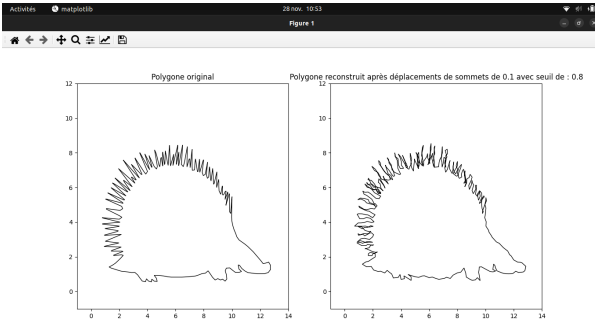 Activités matplotlib 28 nov. 10:53
Figure 1
Polygone original
Polygone reconstruit après déplacements de sommets de 0.1 avec seuil de : 0.8
12
10
8
6
4
2
0
0 2 4 6 8 10 12 14
12
10
8
6
4
2
0
0 2 4 6 8 10 12 14